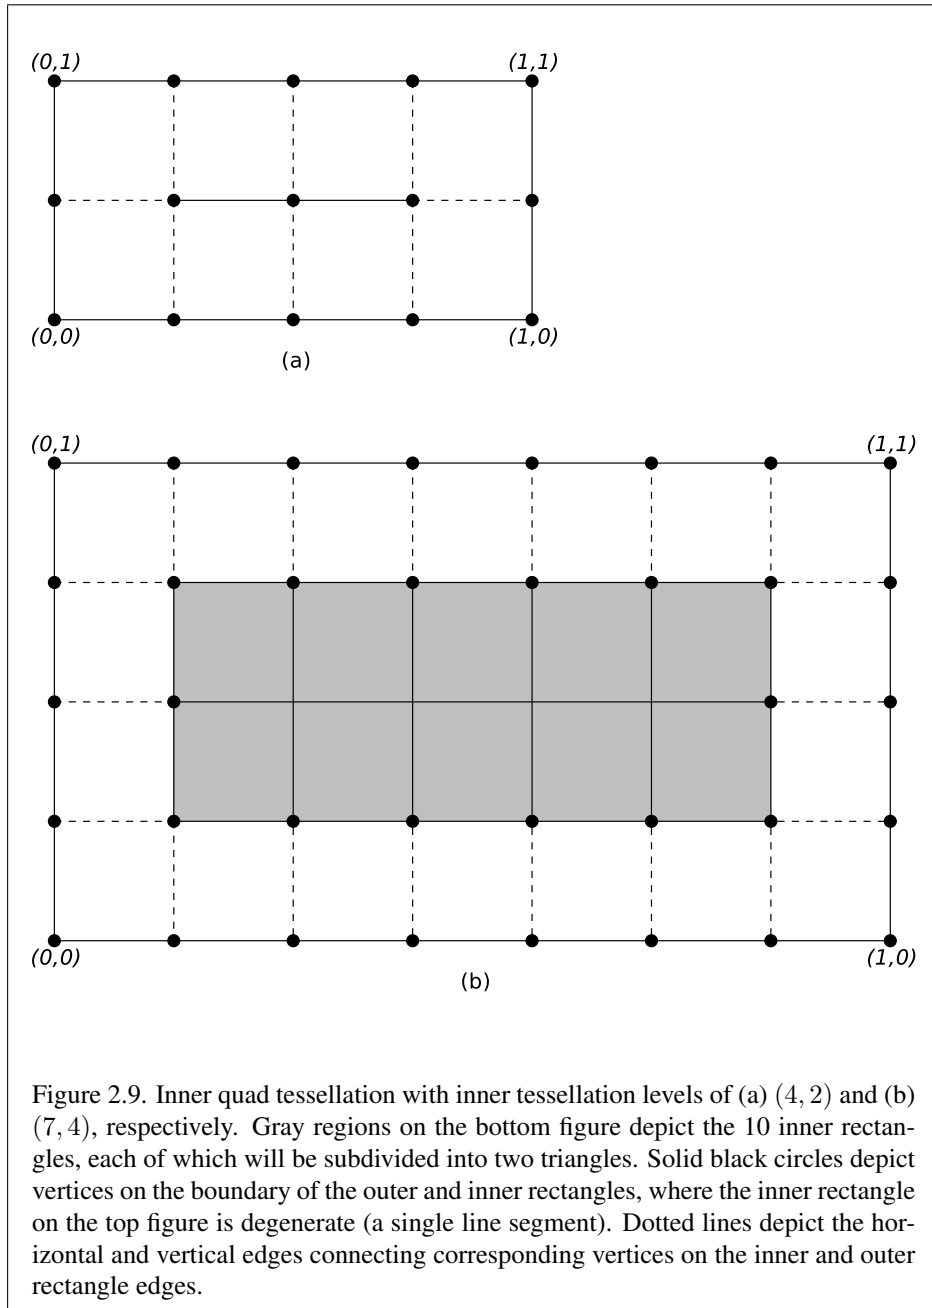 (0,1) (1,1)
(0,0) (1,0)
(a)
(0,1) (1,1)
(0,0) (1,0)
(b)
Figure 2.9. Inner quad tessellation with inner tessellation levels of (a) (4, 2) and (b)
(7, 4), respectively. Gray regions on the bottom figure depict the 10 inner rectan-
gles, each of which will be subdivided into two triangles. Solid black circles depict
vertices on the boundary of the outer and inner rectangles, where the inner rectangle
on the top figure is degenerate (a single line segment). Dotted lines depict the hor-
izontal and vertical edges connecting corresponding vertices on the inner and outer
rectangle edges.